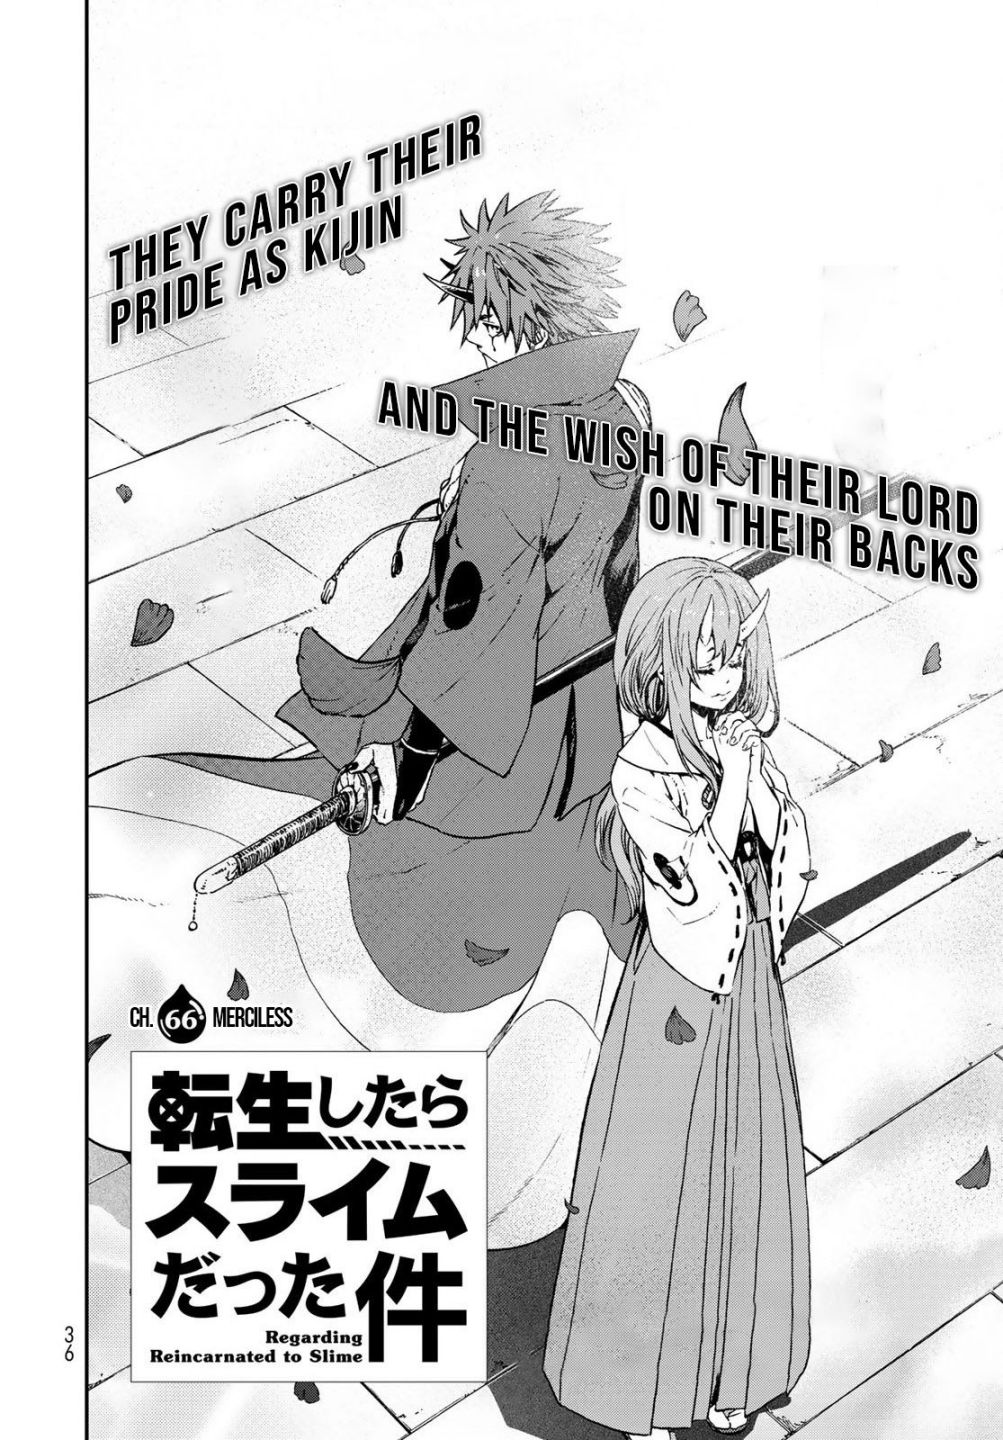 THEY CARRY THEIR
PRIDE AS KIJIN
AND THE WISH OF THEIR LORD
ON THEIR BACKS
CH. 66 MERCILESS
転生したら
スライム
だった件
Regarding
Reincarnated to Slime
36